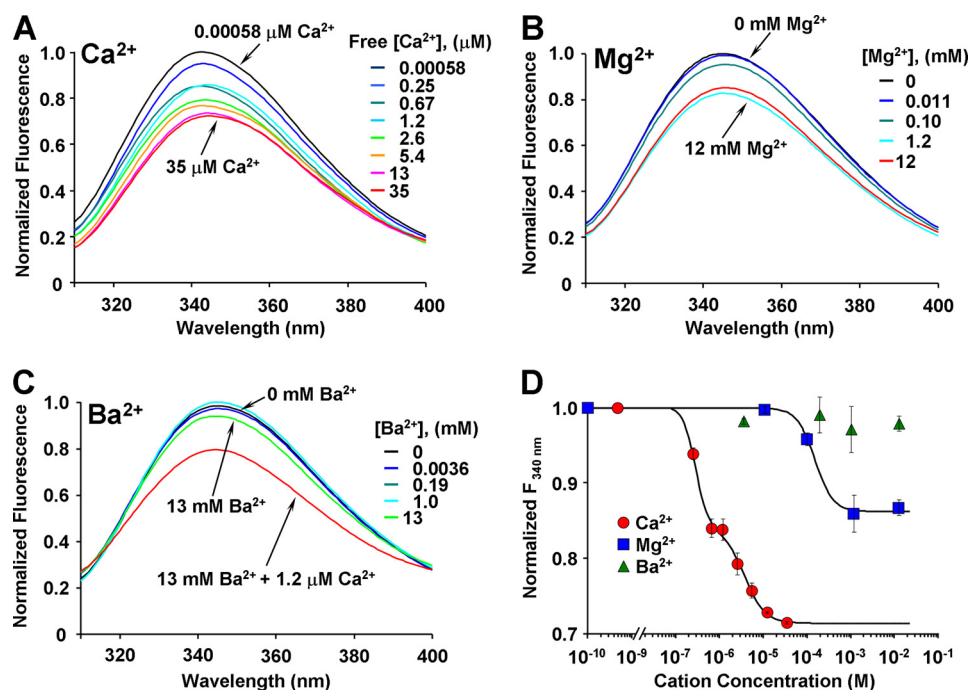 A
Ca²⁺
0.00058 μM Ca²⁺
35 μM Ca²⁺
Free [Ca²⁺], (μM)
0.00058
0.25
0.67
1.2
2.6
5.4
13
35
Normalized Fluorescence
1.0
0.8
0.6
0.4
0.2
0
320 340 360 380 400
Wavelength (nm)
B
Mg²⁺
0 mM Mg²⁺
12 mM Mg²⁺
[Mg²⁺], (mM)
0
0.011
0.10
1.2
12
Normalized Fluorescence
1.0
0.8
0.6
0.4
0.2
0
320 340 360 380 400
Wavelength (nm)
C
Ba²⁺
0 mM Ba²⁺
13 mM Ba²⁺
13 mM Ba²⁺ + 1.2 μM Ca²⁺
[Ba²⁺], (mM)
0
0.0036
0.19
1.0
13
Normalized Fluorescence
1.0
0.8
0.6
0.4
0.2
0
320 340 360 380 400
Wavelength (nm)
D
Normalized F₃₄₀ ₙₘ
1.0
0.9
0.8
0.7
Ca²⁺
Mg²⁺
Ba²⁺
10⁻¹⁰ 10⁻⁹ 10⁻⁷ 10⁻⁶ 10⁻⁵ 10⁻⁴ 10⁻³ 10⁻² 10⁻¹
Cation Concentration (M)